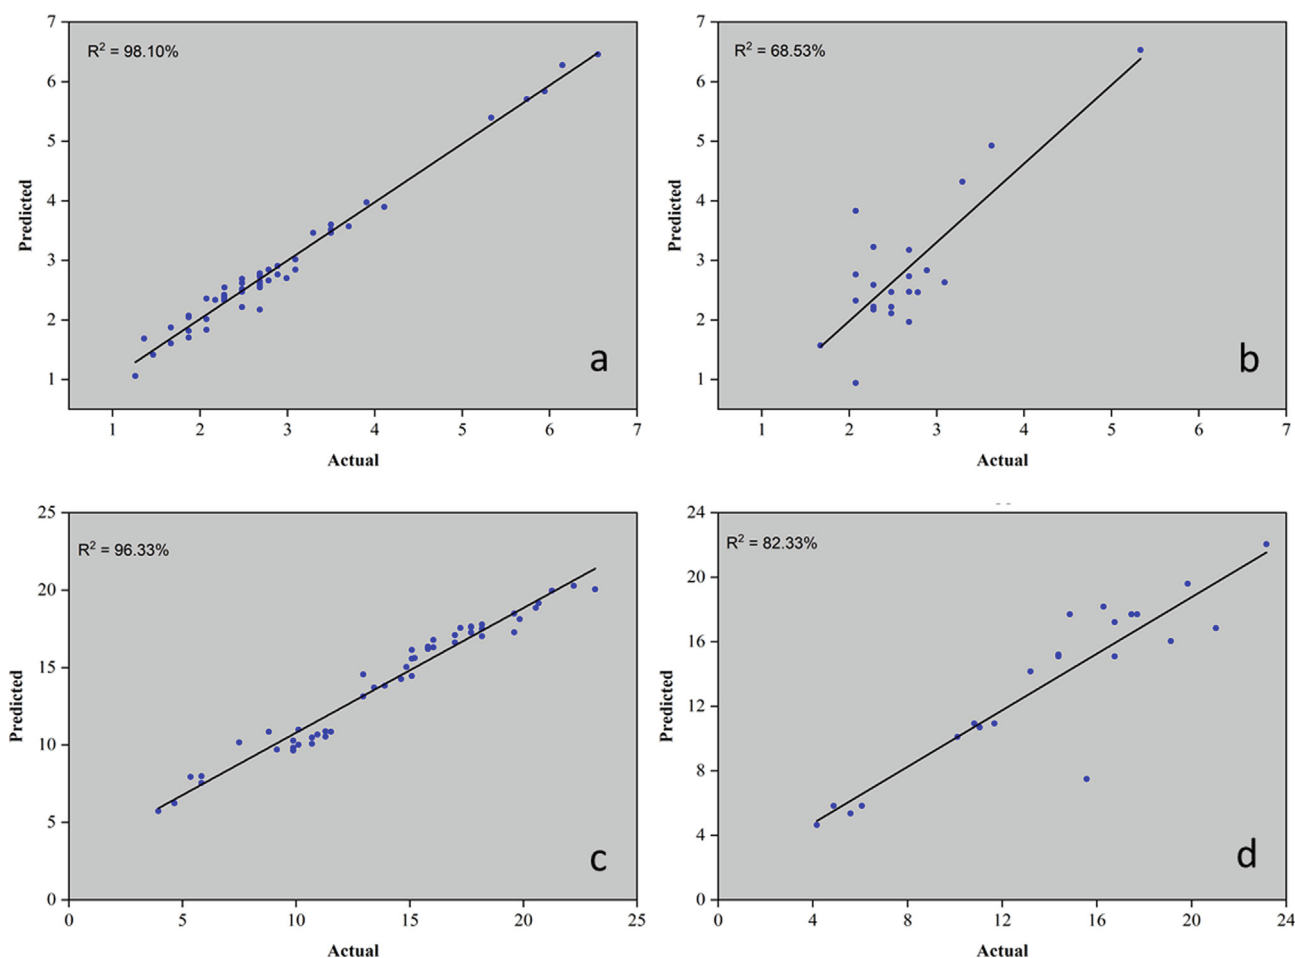 7
6
5
4
3
2
1
Predicted
R² = 98.10%
a
1 2 3 4 5 6 7
Actual
7
6
5
4
3
2
1
Predicted
R² = 68.53%
b
1 2 3 4 5 6 7
Actual
25
20
15
10
5
0
Predicted
R² = 96.33%
c
0 5 10 15 20 25
Actual
24
20
16
12
8
4
0
Predicted
R² = 82.33%
d
0 4 8 12 16 20 24
Actual